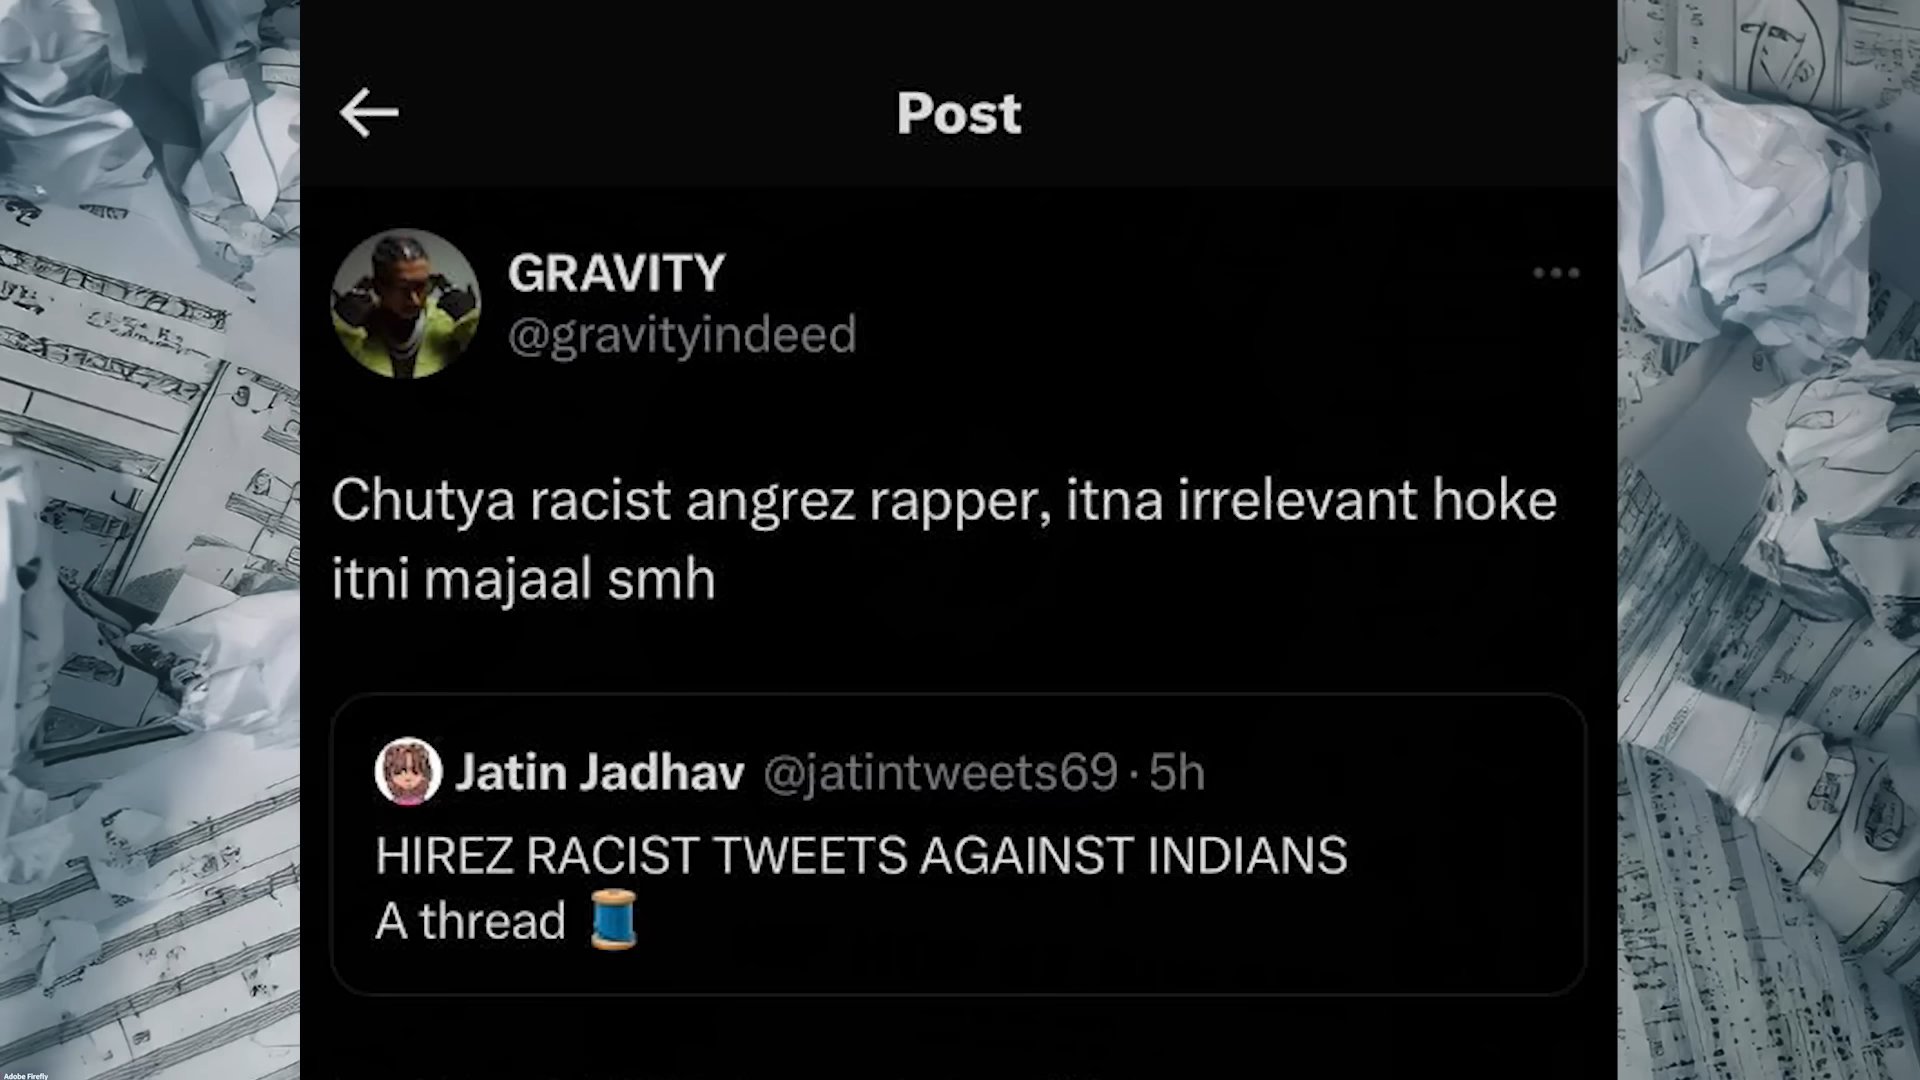 Post
GRAVITY
@gravityindeed
Chutya racist angrez rapper, itna irrelevant hoke
itni majaal smh
Jatin Jadhav @jatintweets69 · 5h
HIREZ RACIST TWEETS AGAINST INDIANS
A thread 🧵
Adobe Firefly